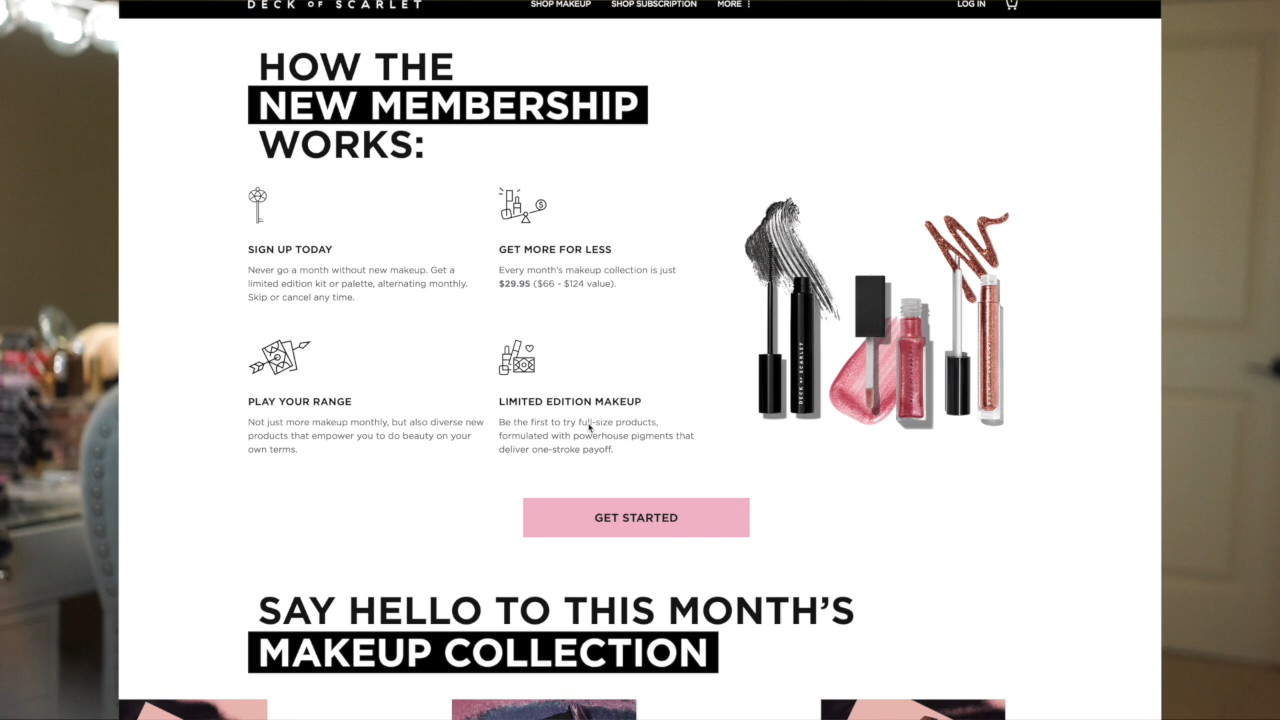 DECK OF SCARLET
SHOP MAKEUP SHOP SUBSCRIPTION MORE LOG IN
HOW THE
NEW MEMBERSHIP
WORKS:
SIGN UP TODAY
Never go a month without new makeup. Get a
limited edition kit or palette, alternating monthly.
Skip or cancel any time.
GET MORE FOR LESS
Every month's makeup collection is just
$29.95 ($66 - $124 value).
PLAY YOUR RANGE
Not just more makeup monthly, but also diverse new
products that empower you to do beauty on your
own terms.
LIMITED EDITION MAKEUP
Be the first to try full-size products,
formulated with powerhouse pigments that
deliver one-stroke payoff.
DECK OF SCARLET
GET STARTED
SAY HELLO TO THIS MONTH'S
MAKEUP COLLECTION